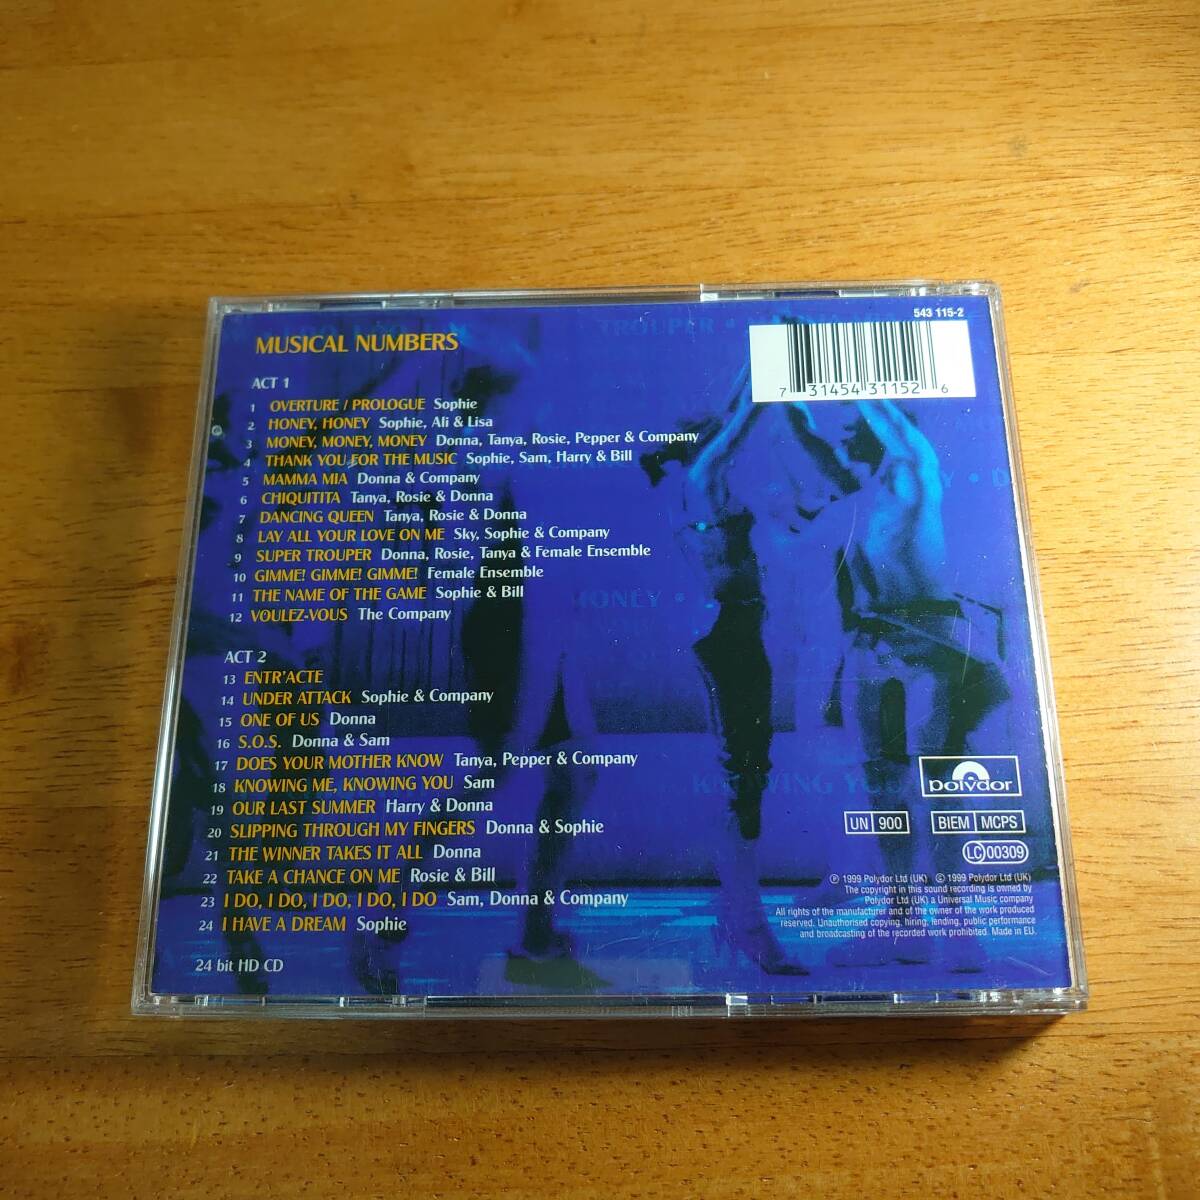 543 115-2
TROUPER •
7 31454 31152 6
MUSICAL NUMBERS
ACT 1
1 OVERTURE / PROLOGUE Sophie
2 HONEY, HONEY Sophie, Ali & Lisa
3 MONEY, MONEY, MONEY Donna, Tanya, Rosie, Pepper & Company
4 THANK YOU FOR THE MUSIC Sophie, Sam, Harry & Bill
5 MAMMA MIA Donna & Company
6 CHIQUITITA Tanya, Rosie & Donna
7 DANCING QUEEN Tanya, Rosie & Donna
8 LAY ALL YOUR LOVE ON ME Sky, Sophie & Company
9 SUPER TROUPER Donna, Rosie, Tanya & Female Ensemble
10 GIMME! GIMME! GIMME! Female Ensemble
11 THE NAME OF THE GAME Sophie & Bill
12 VOULEZ-VOUS The Company
MONEY •
ACT 2
13 ENTR'ACTE
14 UNDER ATTACK Sophie & Company
15 ONE OF US Donna
16 S.O.S. Donna & Sam
17 DOES YOUR MOTHER KNOW Tanya, Pepper & Company
18 KNOWING ME, KNOWING YOU Sam
19 OUR LAST SUMMER Harry & Donna
20 SLIPPING THROUGH MY FINGERS Donna & Sophie
21 THE WINNER TAKES IT ALL Donna
22 TAKE A CHANCE ON ME Rosie & Bill
23 I DO, I DO, I DO, I DO, I DO Sam, Donna & Company
24 I HAVE A DREAM Sophie
24 bit HD CD
KNOWING YOU
polydor
UN 900
BIEM MCPS
LC 00309
℗ 1999 Polydor Ltd (UK) © 1999 Polydor Ltd (UK)
The copyright in this sound recording is owned by
Polydor Ltd (UK) a Universal Music company
All rights of the manufacturer and of the owner of the work produced
reserved. Unauthorised copying, hiring, lending, public performance
and broadcasting of the recorded work prohibited. Made in EU.